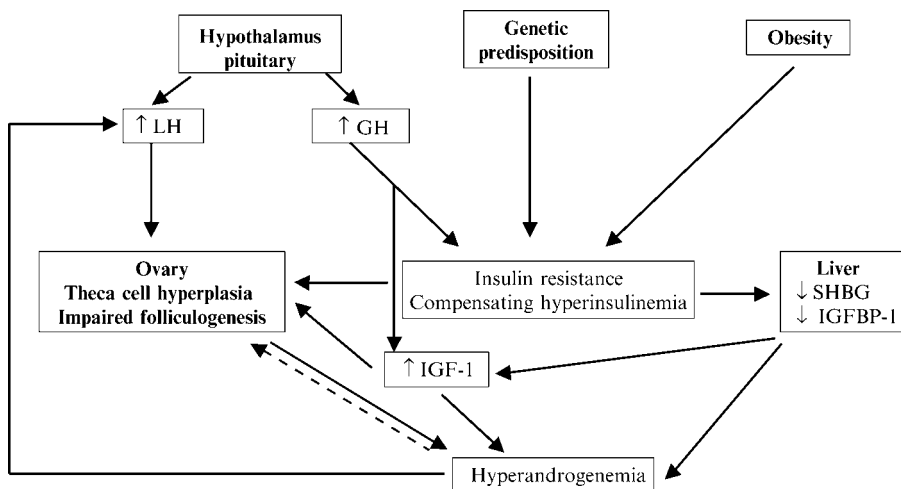 Hypothalamus
pituitary
Genetic
predisposition
Obesity
↑ LH
↑ GH
Ovary
Theca cell hyperplasia
Impaired folliculogenesis
Insulin resistance
Compensating hyperinsulinemia
Liver
↓ SHBG
↓ IGFBP-1
↑ IGF-1
Hyperandrogenemia